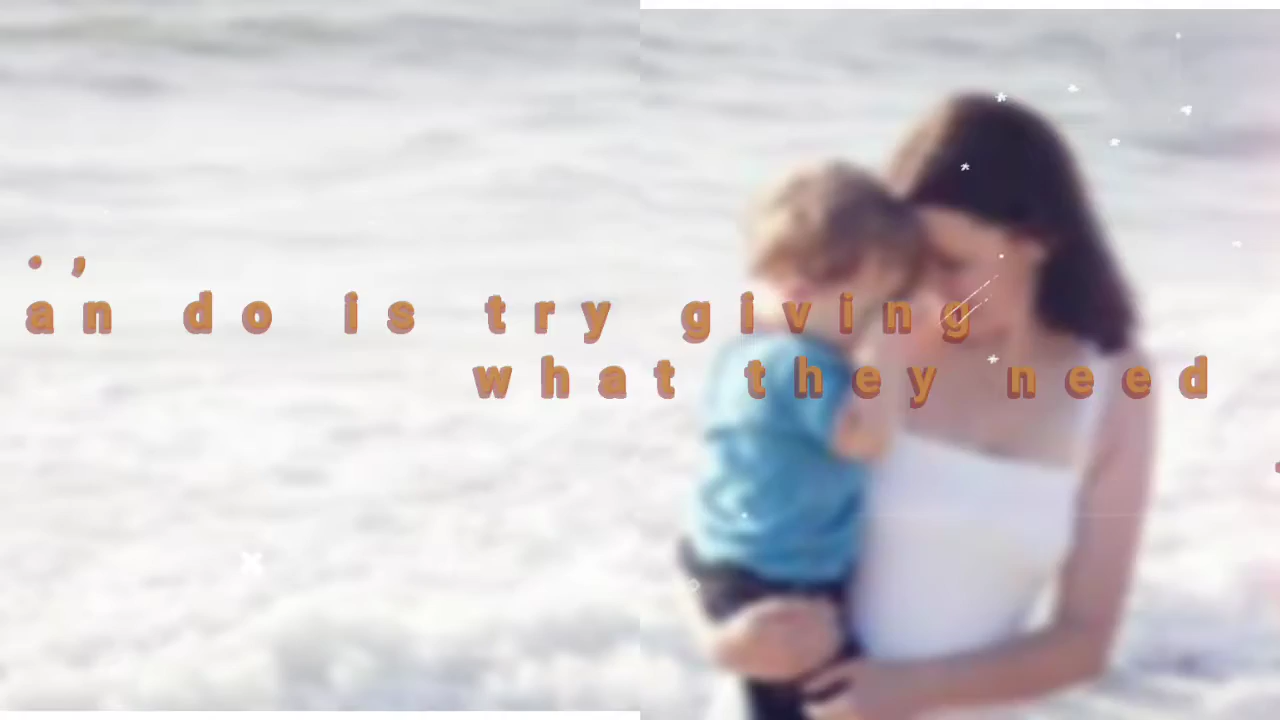 . ,
an do is try giving
what they need